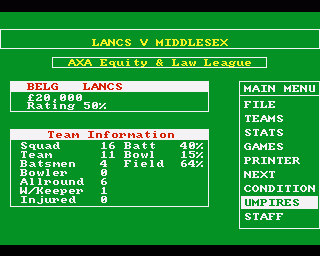 LANCS V MIDDLESEX
AXA Equity & Law League
BELG LANCS
£20,000
Rating 50%
Team Information
Squad 16 Batt 40%
Team 11 Bowl 15%
Batsmen 4 Field 64%
Bowler 0
Allround 6
W/Keeper 1
Injured 0
MAIN MENU
FILE
TEAMS
STATS
GAMES
PRINTER
NEXT
CONDITION
UMPIRES
STAFF